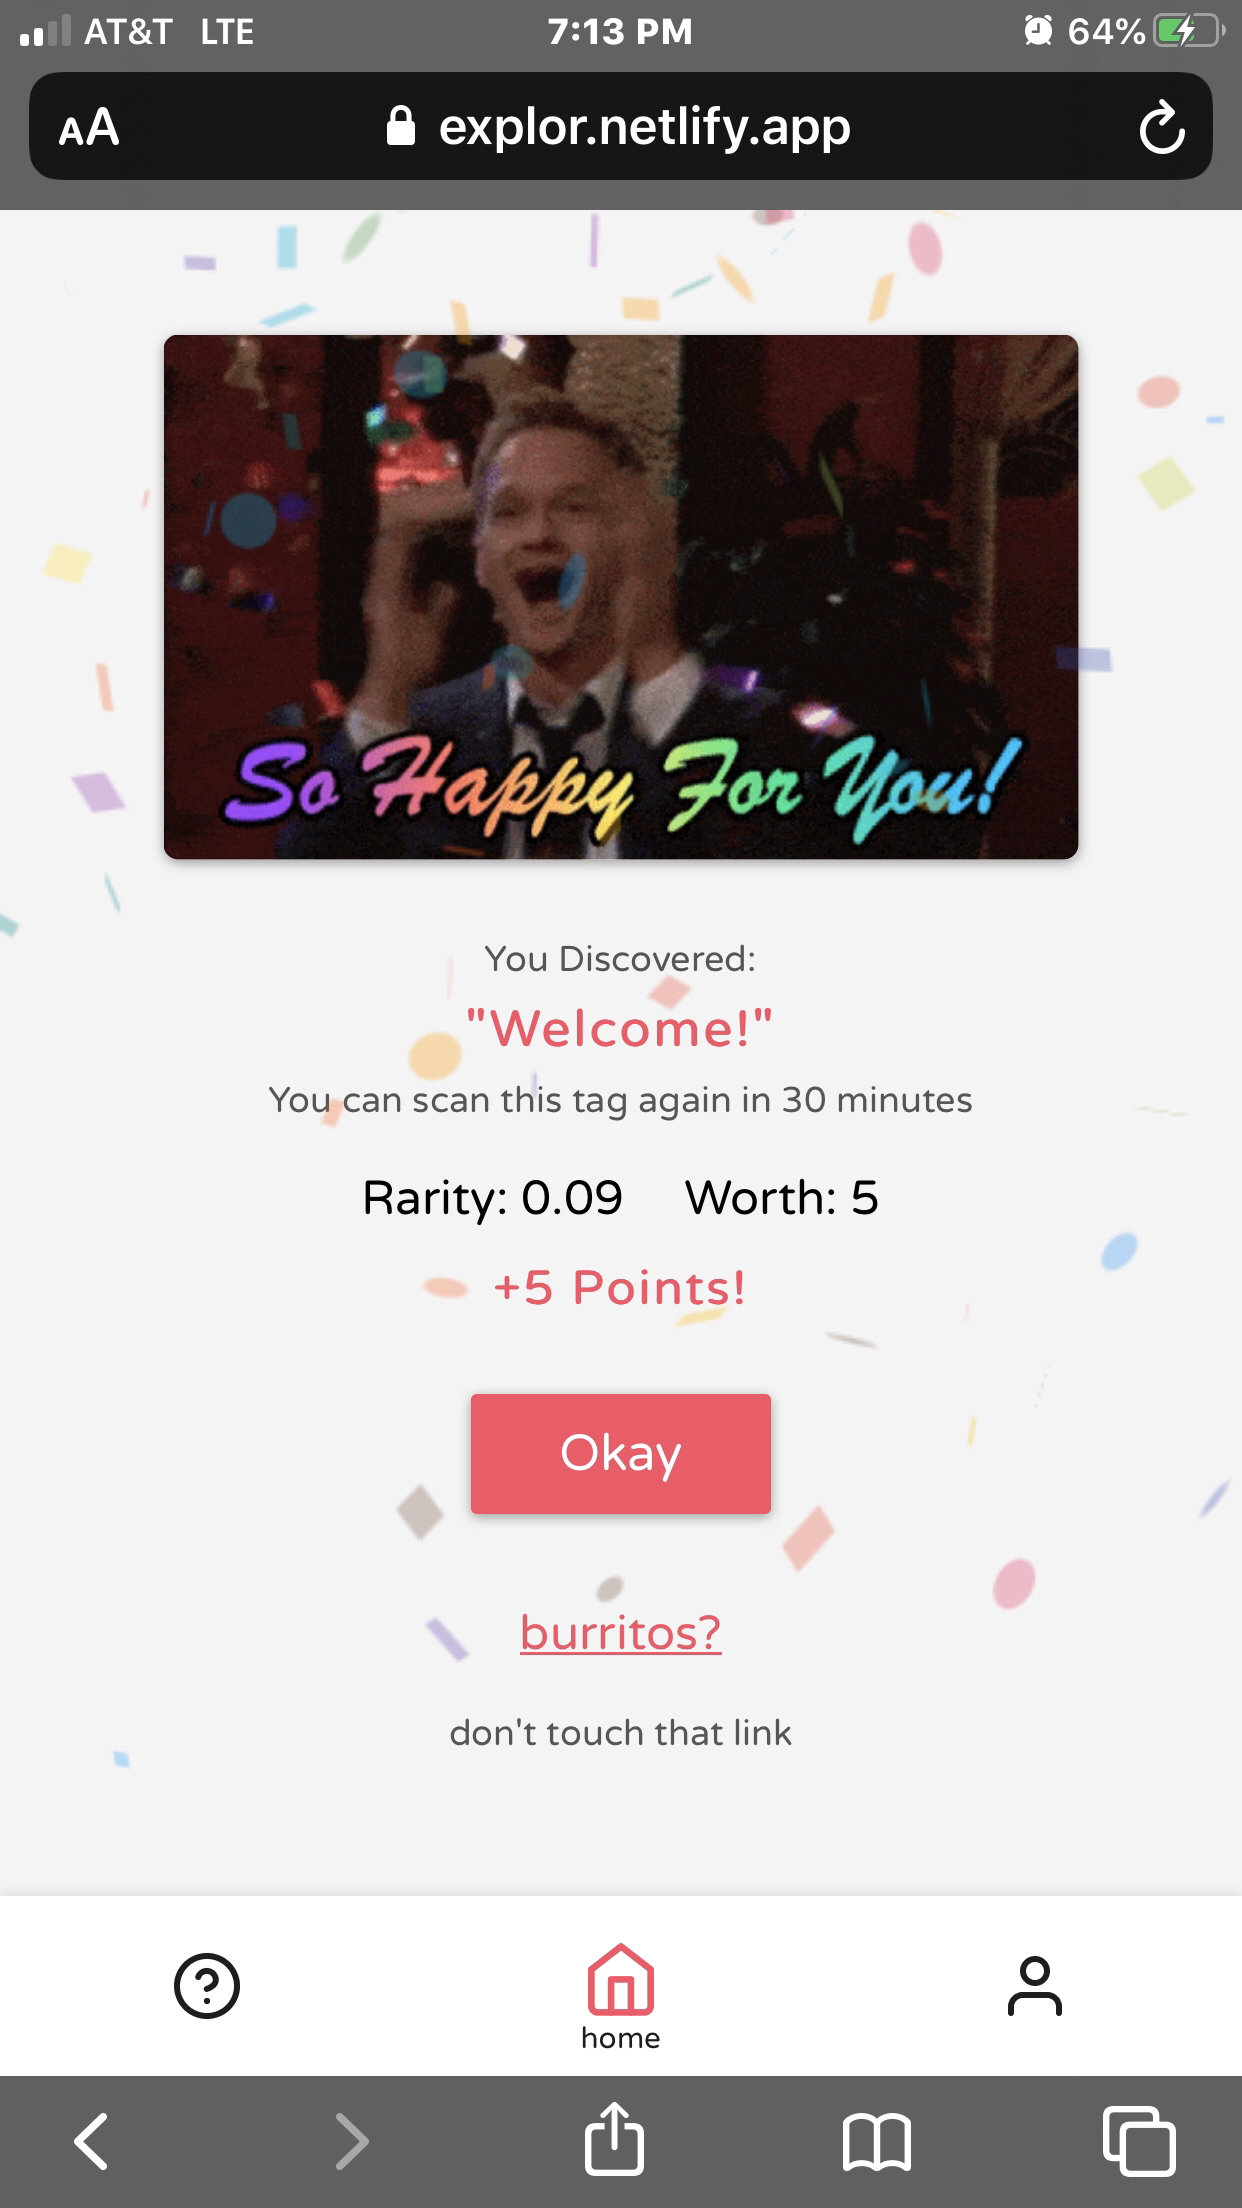 AT&T LTE 7:13 PM 64%
AA explor.netlify.app
So Happy For You!
You Discovered:
"Welcome!"
You can scan this tag again in 30 minutes
Rarity: 0.09 Worth: 5
+5 Points!
Okay
burritos?
don't touch that link
?
home